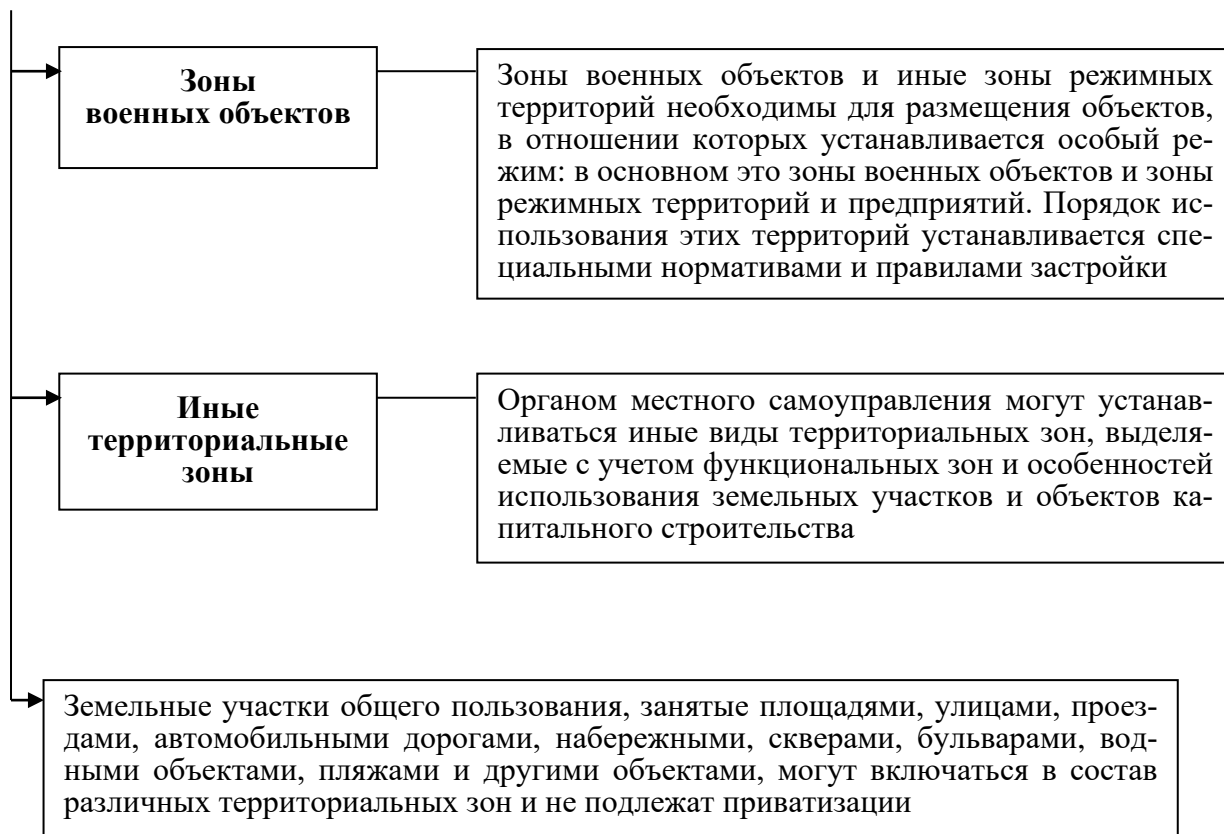 Зоны
военных объектов
Зоны военных объектов и иные зоны режимных
территорий необходимы для размещения объектов,
в отношении которых устанавливается особый ре-
жим: в основном это зоны военных объектов и зоны
режимных территорий и предприятий. Порядок ис-
пользования этих территорий устанавливается спе-
циальными нормативами и правилами застройки
Иные
территориальные
зоны
Органом местного самоуправления могут устанав-
ливаться иные виды территориальных зон, выделя-
емые с учетом функциональных зон и особенностей
использования земельных участков и объектов ка-
питального строительства
Земельные участки общего пользования, занятые площадями, улицами, проез-
дами, автомобильными дорогами, набережными, скверами, бульварами, вод-
ными объектами, пляжами и другими объектами, могут включаться в состав
различных территориальных зон и не подлежат приватизации